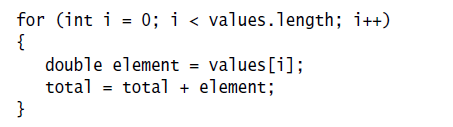 for (int i = 0; i < values.length; i++)
{
   double element = values[i];
   total = total + element;
}